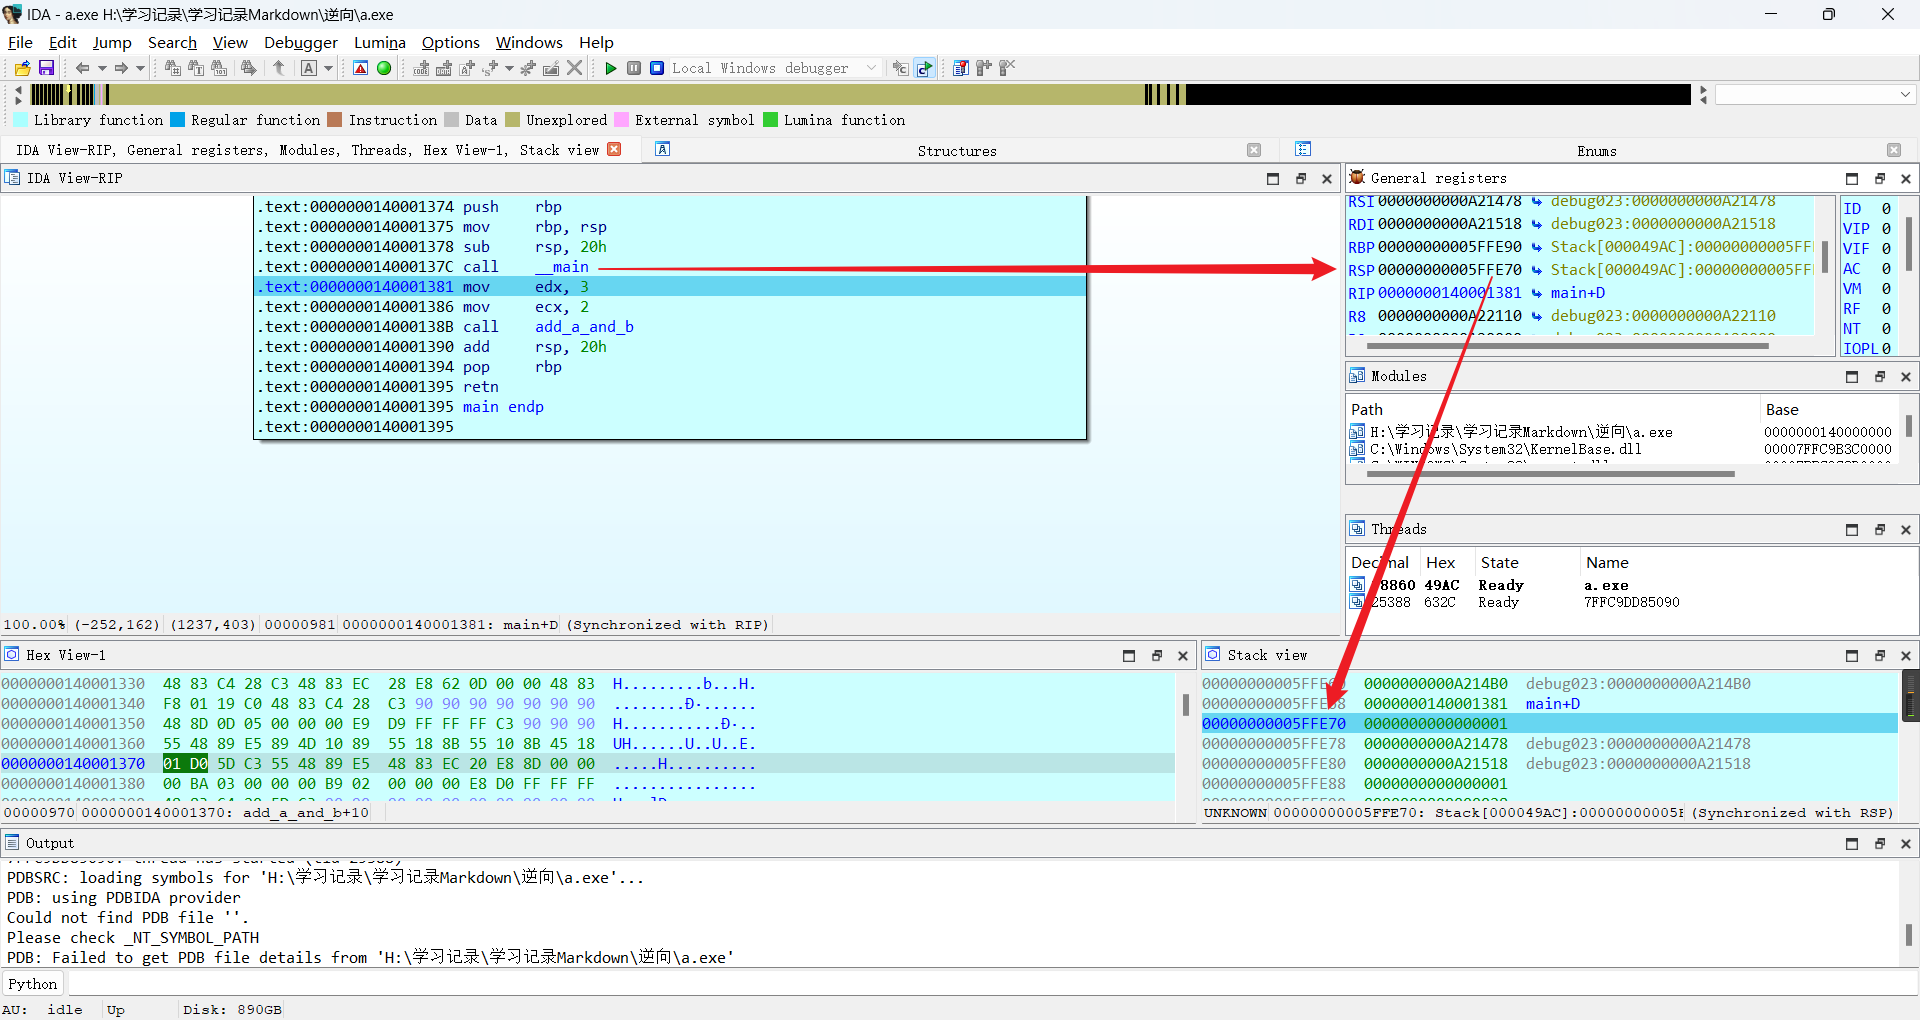 IDA - a.exe H:\学习记录\学习记录Markdown\逆向\a.exe
File Edit Jump Search View Debugger Lumina Options Windows Help
Local Windows debugger
Library function Regular function Instruction Data Unexplored External symbol Lumina function
IDA View-RIP, General registers, Modules, Threads, Hex View-1, Stack view
Structures
Enums
IDA View-RIP
.text:0000000140001374 push rbp
.text:0000000140001375 mov rbp, rsp
.text:0000000140001378 sub rsp, 20h
.text:000000014000137C call __main
.text:0000000140001381 mov edx, 3
.text:0000000140001386 mov ecx, 2
.text:000000014000138B call add_a_and_b
.text:0000000140001390 add rsp, 20h
.text:0000000140001394 pop rbp
.text:0000000140001395 retn
.text:0000000140001395 main endp
.text:0000000140001395
100.00% (-252,162) (1237,403) 00000981 0000000140001381: main+D (Synchronized with RIP)
General registers
RSI 0000000000A21478 debug023:0000000000A21478
RDI 0000000000A21518 debug023:0000000000A21518
RBP 00000000005FFE90 Stack[000049AC]:00000000005FF
RSP 00000000005FFE70 Stack[000049AC]:00000000005FF
RIP 0000000140001381 main+D
R8 0000000000A22110 debug023:0000000000A22110
ID 0
VIP 0
VIF 0
AC 0
VM 0
RF 0
NT 0
IOPL 0
Modules
Path Base
H:\学习记录\学习记录Markdown\逆向\a.exe 0000000140000000
C:\Windows\System32\KernelBase.dll 00007FFC9B3C0000
Threads
Decimal Hex State Name
8860 49AC Ready a.exe
25388 632C Ready 7FFC9DD85090
Hex View-1
0000000140001330 48 83 C4 28 C3 48 83 EC 28 E8 62 0D 00 00 48 83 H.........b...H.
0000000140001340 F8 01 19 C0 48 83 C4 28 C3 90 90 90 90 90 90 90 ........Ð·......
0000000140001350 48 8D 0D 05 00 00 00 E9 D9 FF FF FF C3 90 90 90 H...........Ð·..
0000000140001360 55 48 89 E5 89 4D 10 89 55 18 8B 55 10 8B 45 18 UH......U..U..E.
0000000140001370 01 D0 5D C3 55 48 89 E5 48 83 EC 20 E8 8D 00 00 .....H..........
0000000140001380 00 BA 03 00 00 00 B9 02 00 00 00 E8 D0 FF FF FF ................
00000970 0000000140001370: add_a_and_b+10
Stack view
00000000005FFE60 0000000000A214B0 debug023:0000000000A214B0
00000000005FFE68 0000000140001381 main+D
00000000005FFE70 0000000000000001
00000000005FFE78 0000000000A21478 debug023:0000000000A21478
00000000005FFE80 0000000000A21518 debug023:0000000000A21518
00000000005FFE88 0000000000000001
UNKNOWN 00000000005FFE70: Stack[000049AC]:00000000005F (Synchronized with RSP)
Output
PDBSRC: loading symbols for 'H:\学习记录\学习记录Markdown\逆向\a.exe'...
PDB: using PDBIDA provider
Could not find PDB file ''.
Please check _NT_SYMBOL_PATH
PDB: Failed to get PDB file details from 'H:\学习记录\学习记录Markdown\逆向\a.exe'
Python
AU: idle Up Disk: 890GB